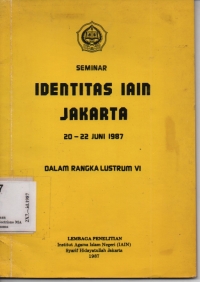 SEMINAR
IDENTITAS IAIN
JAKARTA
20 - 22 JUNI 1987
DALAM RANGKA LUSTRUM VI
LEMBAGA PENELITIAN
Institut Agama Islam Negeri (IAIN)
Syarif Hidayatullah Jakarta
1987